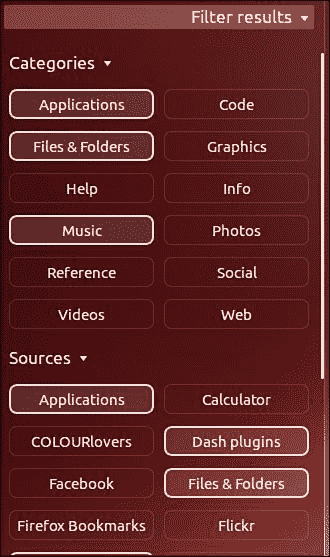 Filter results
Categories
Applications Code
Files & Folders Graphics
Help Info
Music Photos
Reference Social
Videos Web
Sources
Applications Calculator
COLOURlovers Dash plugins
Facebook Files & Folders
Firefox Bookmarks Flickr